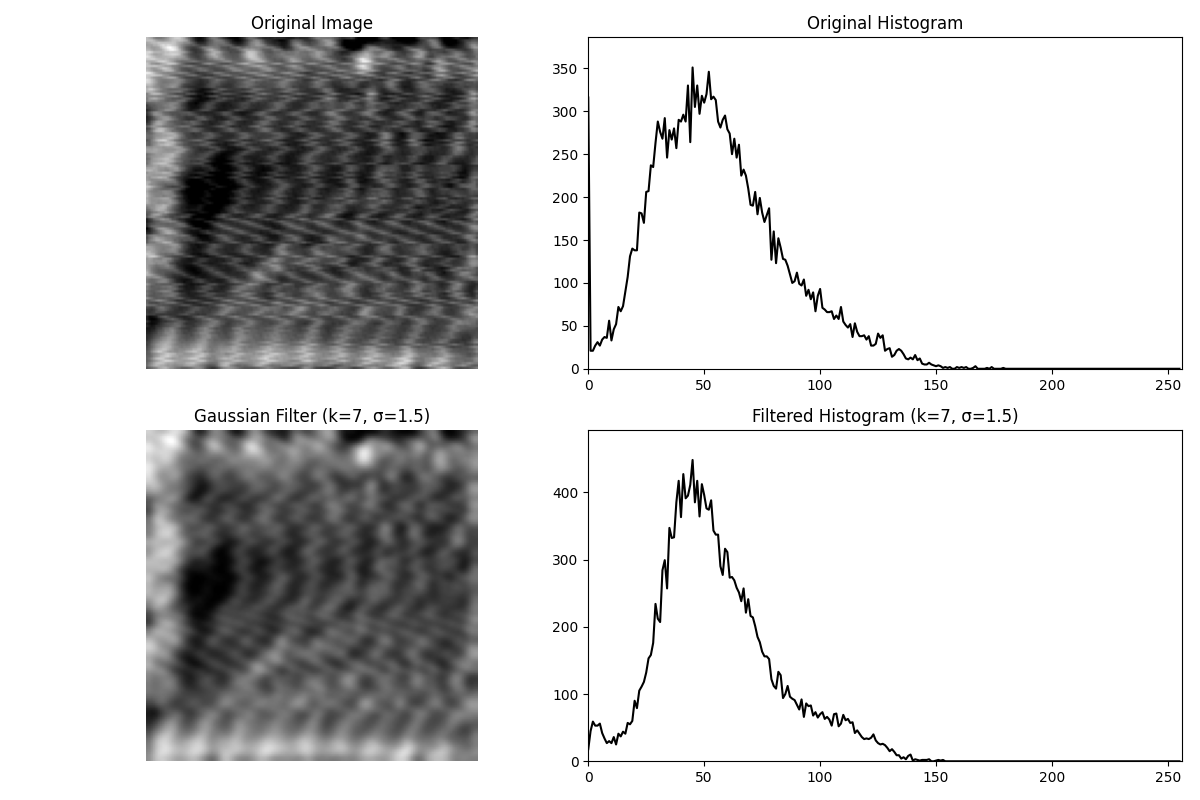 Original Image
Original Histogram
350
300
250
200
150
100
50
0
0 50 100 150 200 250
Gaussian Filter (k=7, σ=1.5)
Filtered Histogram (k=7, σ=1.5)
400
300
200
100
0
0 50 100 150 200 250